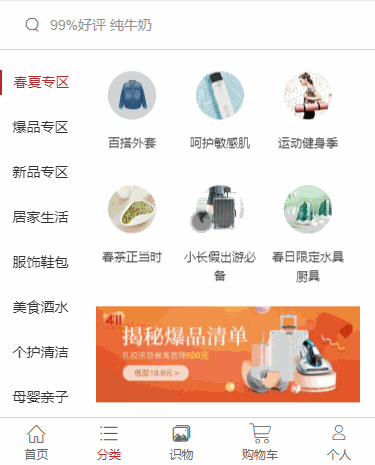 99%好评 纯牛奶
春夏专区
爆品专区
新品专区
居家生活
服饰鞋包
美食酒水
个护清洁
母婴亲子
百搭外套
呵护敏感肌
运动健身季
春茶正当时
小长假出游必
备
春日限定水具
厨具
揭秘爆品清单
低至19.9元 >
首页
分类
识物
购物车
个人